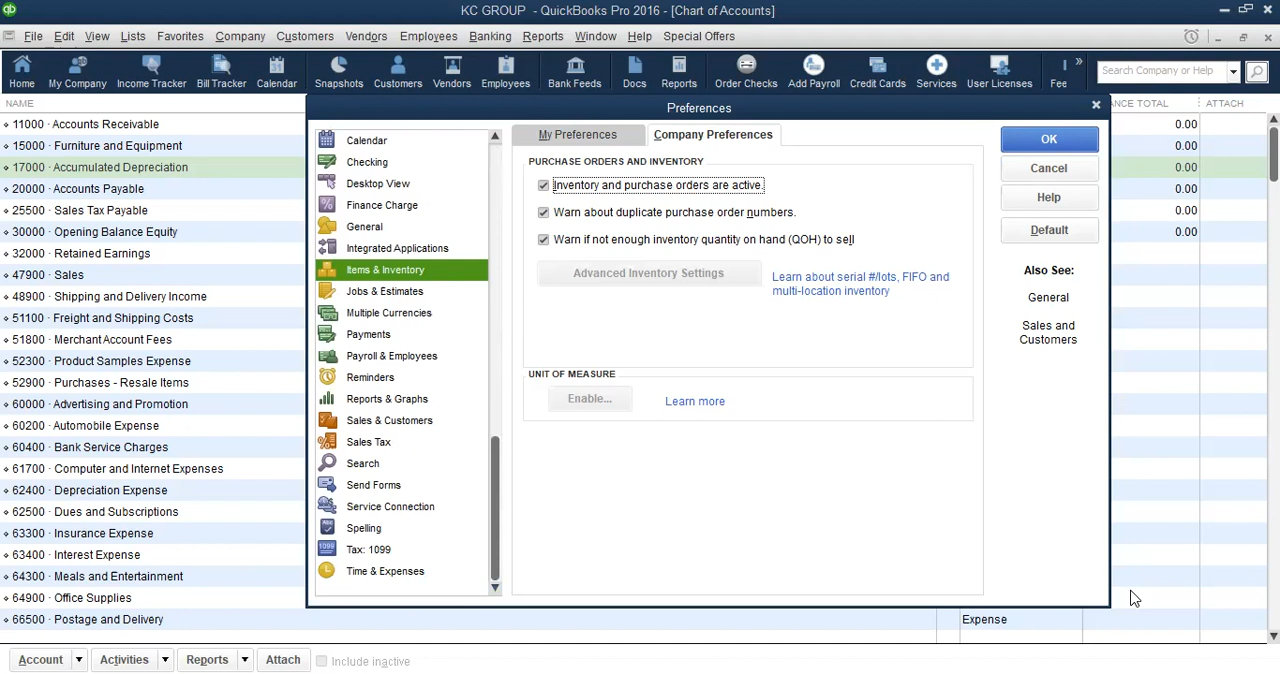 qb
KC GROUP - QuickBooks Pro 2016 - [Chart of Accounts]
File Edit View Lists Favorites Company Customers Vendors Employees Banking Reports Window Help Special Offers
Home My Company Income Tracker Bill Tracker Calendar Snapshots Customers Vendors Employees Bank Feeds Docs Reports Order Checks Add Payroll Credit Cards Services User Licenses Fee » Search Company or Help
NAME
ANCE TOTAL
ATTACH
Preferences
11000 · Accounts Receivable
0.00
15000 · Furniture and Equipment
0.00
17000 · Accumulated Depreciation
0.00
20000 · Accounts Payable
0.00
25500 · Sales Tax Payable
0.00
30000 · Opening Balance Equity
0.00
32000 · Retained Earnings
47900 · Sales
48900 · Shipping and Delivery Income
51100 · Freight and Shipping Costs
51800 · Merchant Account Fees
52300 · Product Samples Expense
52900 · Purchases - Resale Items
60000 · Advertising and Promotion
60200 · Automobile Expense
60400 · Bank Service Charges
61700 · Computer and Internet Expenses
62400 · Depreciation Expense
62500 · Dues and Subscriptions
63300 · Insurance Expense
63400 · Interest Expense
64300 · Meals and Entertainment
64900 · Office Supplies
66500 · Postage and Delivery
Expense
Calendar
Checking
Desktop View
Finance Charge
General
Integrated Applications
Items & Inventory
Jobs & Estimates
Multiple Currencies
Payments
Payroll & Employees
Reminders
Reports & Graphs
Sales & Customers
Sales Tax
Search
Send Forms
Service Connection
Abc
Spelling
1099
Tax: 1099
Time & Expenses
My Preferences
Company Preferences
PURCHASE ORDERS AND INVENTORY
Inventory and purchase orders are active.
Warn about duplicate purchase order numbers.
Warn if not enough inventory quantity on hand (QOH) to sell
Advanced Inventory Settings
Learn about serial #/lots, FIFO and
multi-location inventory
UNIT OF MEASURE
Enable...
Learn more
OK
Cancel
Help
Default
Also See:
General
Sales and
Customers
Account Activities Reports Attach Include inactive